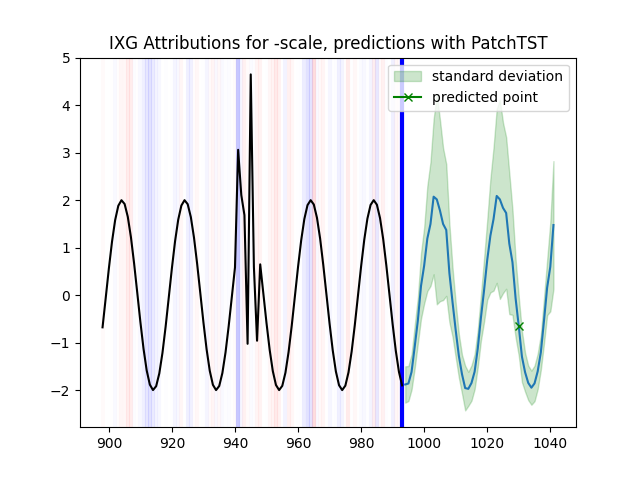 IXG Attributions for -scale, predictions with PatchTST
5
4
3
2
1
0
−1
−2
standard deviation
predicted point
900 920 940 960 980 1000 1020 1040